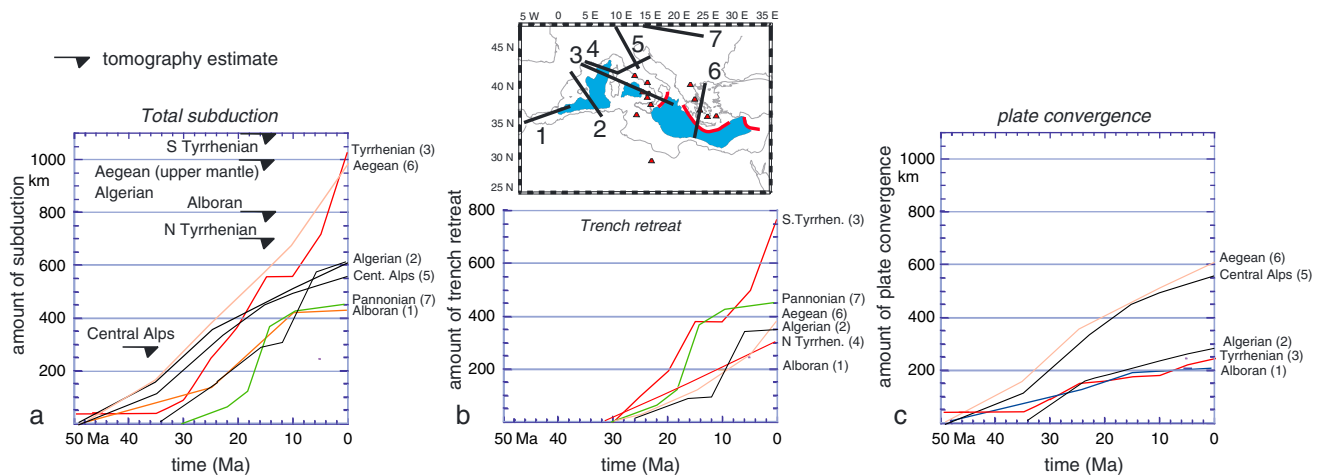 tomography estimate
5 W 0 5 E 10 E 15 E 20 E 25 E 30 E 35 E
45 N
40 N
35 N
30 N
25 N
1
2
3
4
5
6
7
Total subduction
amount of subduction
km
1000
800
600
400
200
S Tyrrhenian
Aegean (upper mantle)
Algerian
Alboran
N Tyrrhenian
Central Alps
Tyrrhenian (3)
Aegean (6)
Algerian (2)
Cent. Alps (5)
Pannonian (7)
Alboran (1)
a
50 Ma 40 30 20 10 0
time (Ma)
Trench retreat
amount of trench retreat
800
600
400
200
S.Tyrrhen. (3)
Pannonian (7)
Aegean (6)
Algerian (2)
N Tyrrhen. (4)
Alboran (1)
b
50 Ma 40 30 20 10 0
time (Ma)
plate convergence
amount of plate convergence
km
1000
800
600
400
200
Aegean (6)
Central Alps (5)
Algerian (2)
Tyrrhenian (3)
Alboran (1)
c
50 Ma 40 30 20 10 0
time (Ma)